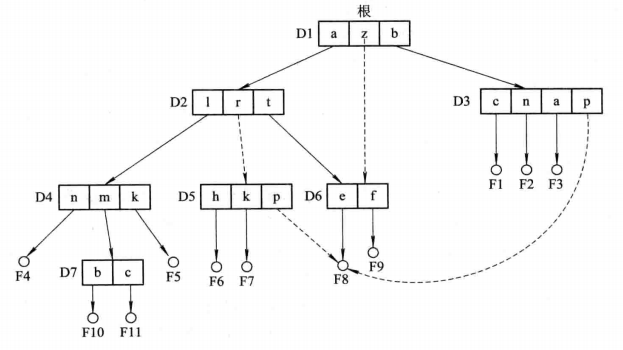 根
D1 a z b
D2 l r t
D3 c n a p
F1 F2 F3
D4 n m k
D5 h k p
D6 e f
F4
D7 b c
F5
F6 F7
F8
F9
F10 F11